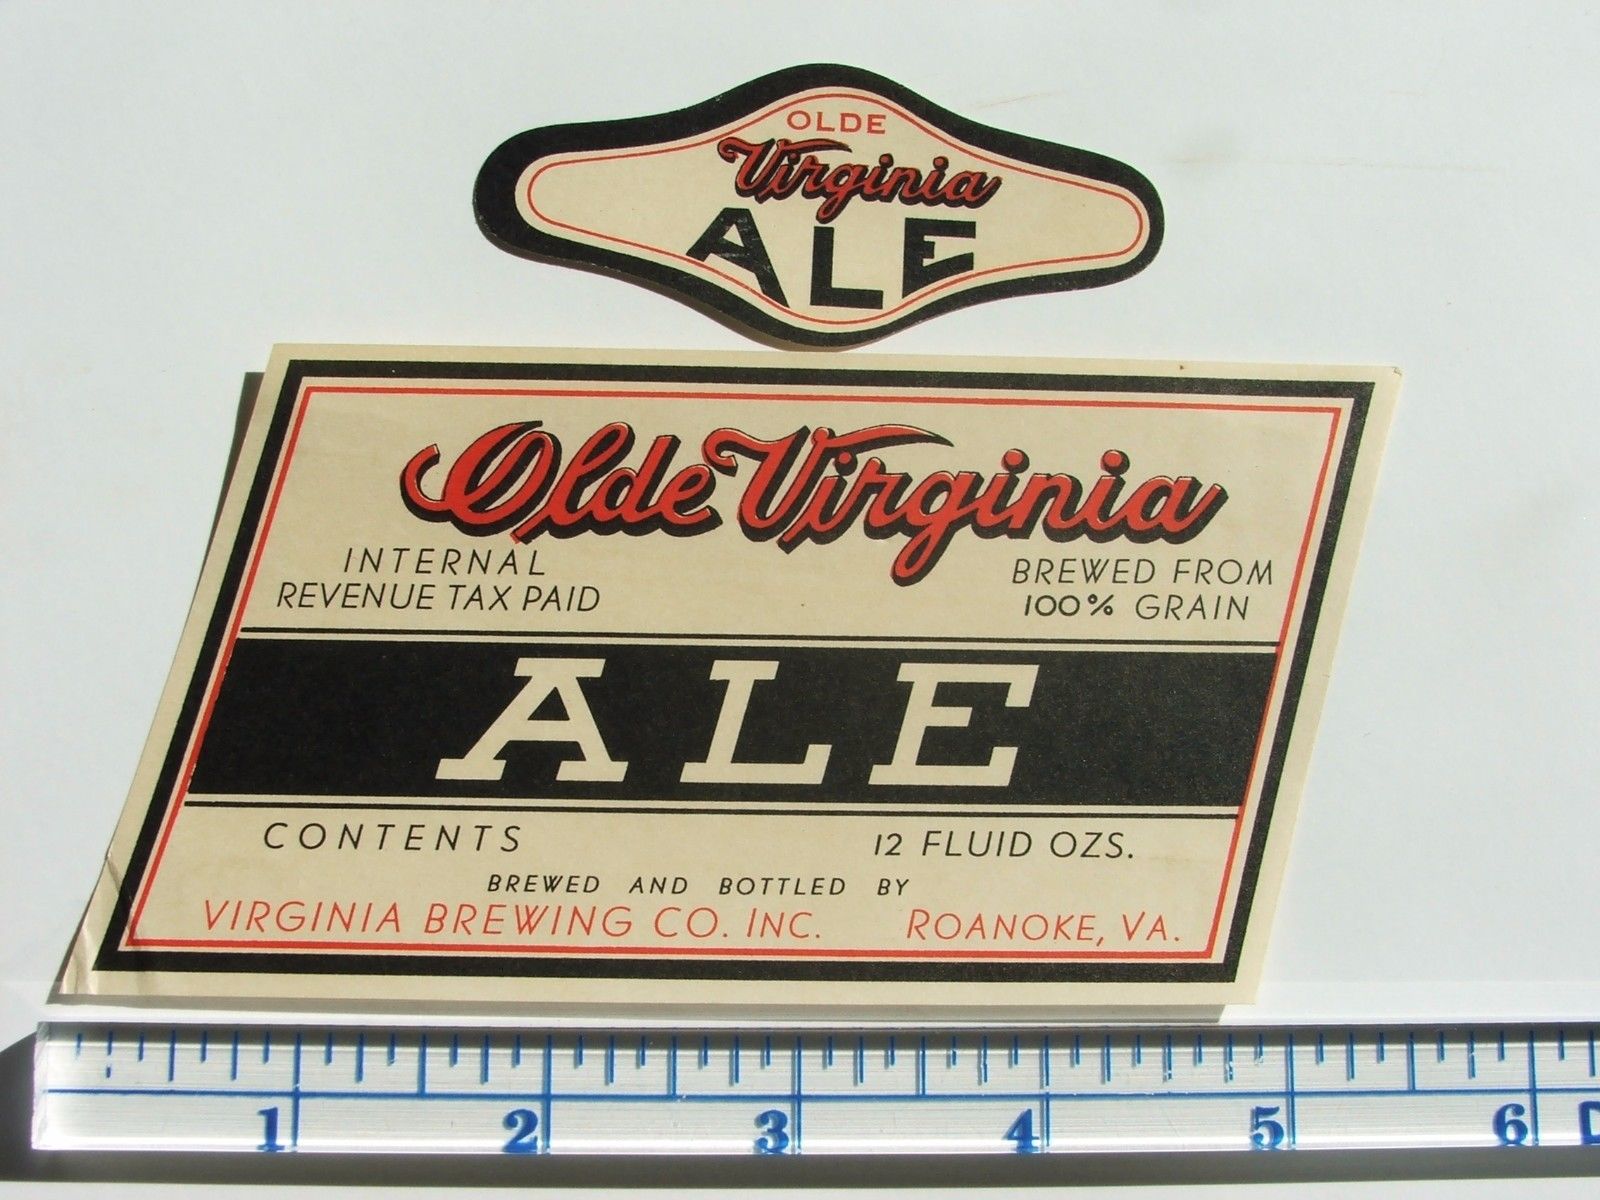 OLDE
Virginia
ALE
Olde Virginia
INTERNAL
REVENUE TAX PAID
BREWED FROM
100% GRAIN
ALE
CONTENTS 12 FLUID OZS.
BREWED AND BOTTLED BY
VIRGINIA BREWING CO. INC. ROANOKE, VA.
1 2 3 4 5 6